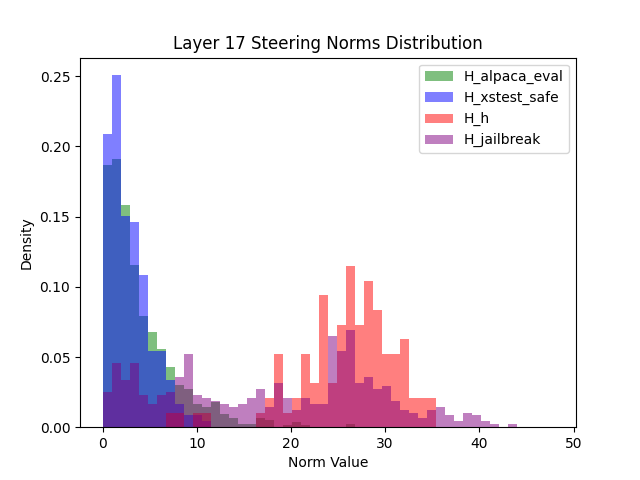 Layer 17 Steering Norms Distribution
H_alpaca_eval
H_xstest_safe
H_h
H_jailbreak
0.25
0.20
0.15
0.10
0.05
0.00
Density
0
10
20
30
40
50
Norm Value